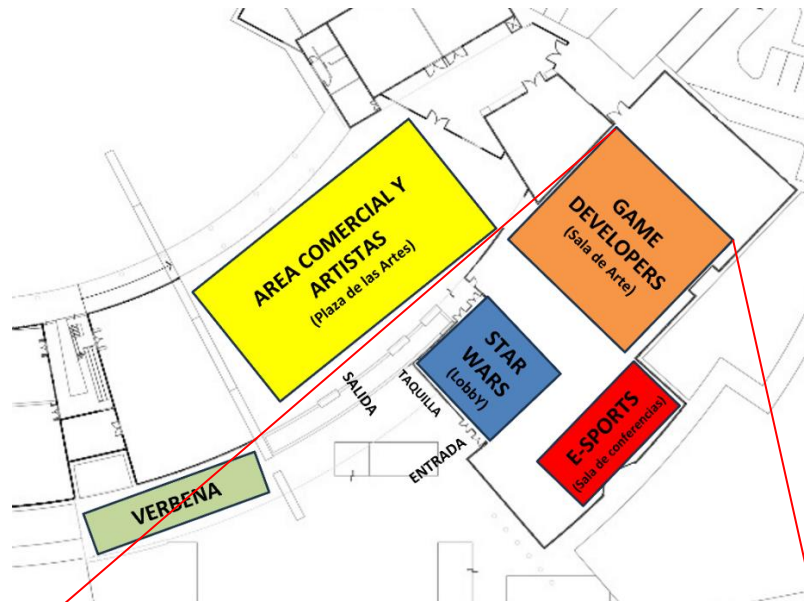 AREA COMERCIAL Y
ARTISTAS
(Plaza de las Artes)
GAME
DEVELOPERS
(Sala de Arte)
STAR
WARS
(LobbY)
E-SPORTS
(Sala de conferencias)
SALIDA
TAQUILLA
ENTRADA
VERBENA